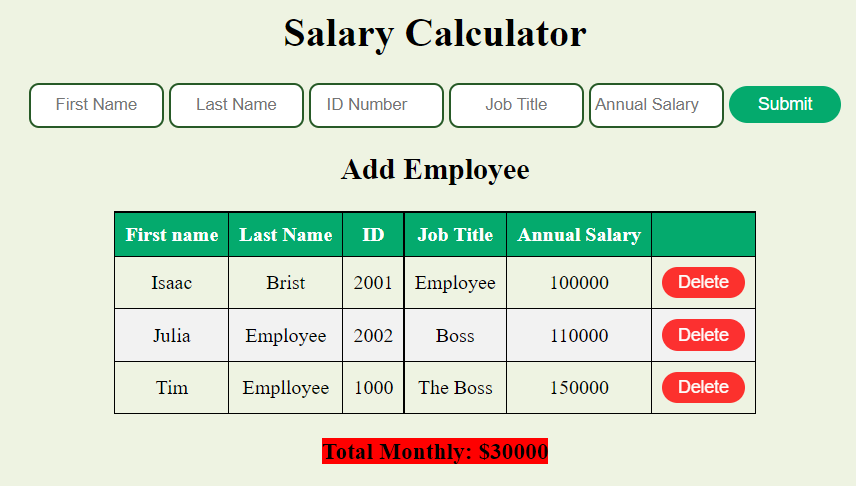 Salary Calculator
First Name Last Name ID Number Job Title Annual Salary Submit
Add Employee
First name Last Name ID Job Title Annual Salary
Isaac Brist 2001 Employee 100000 Delete
Julia Employee 2002 Boss 110000 Delete
Tim Emplloyee 1000 The Boss 150000 Delete
Total Monthly: $30000